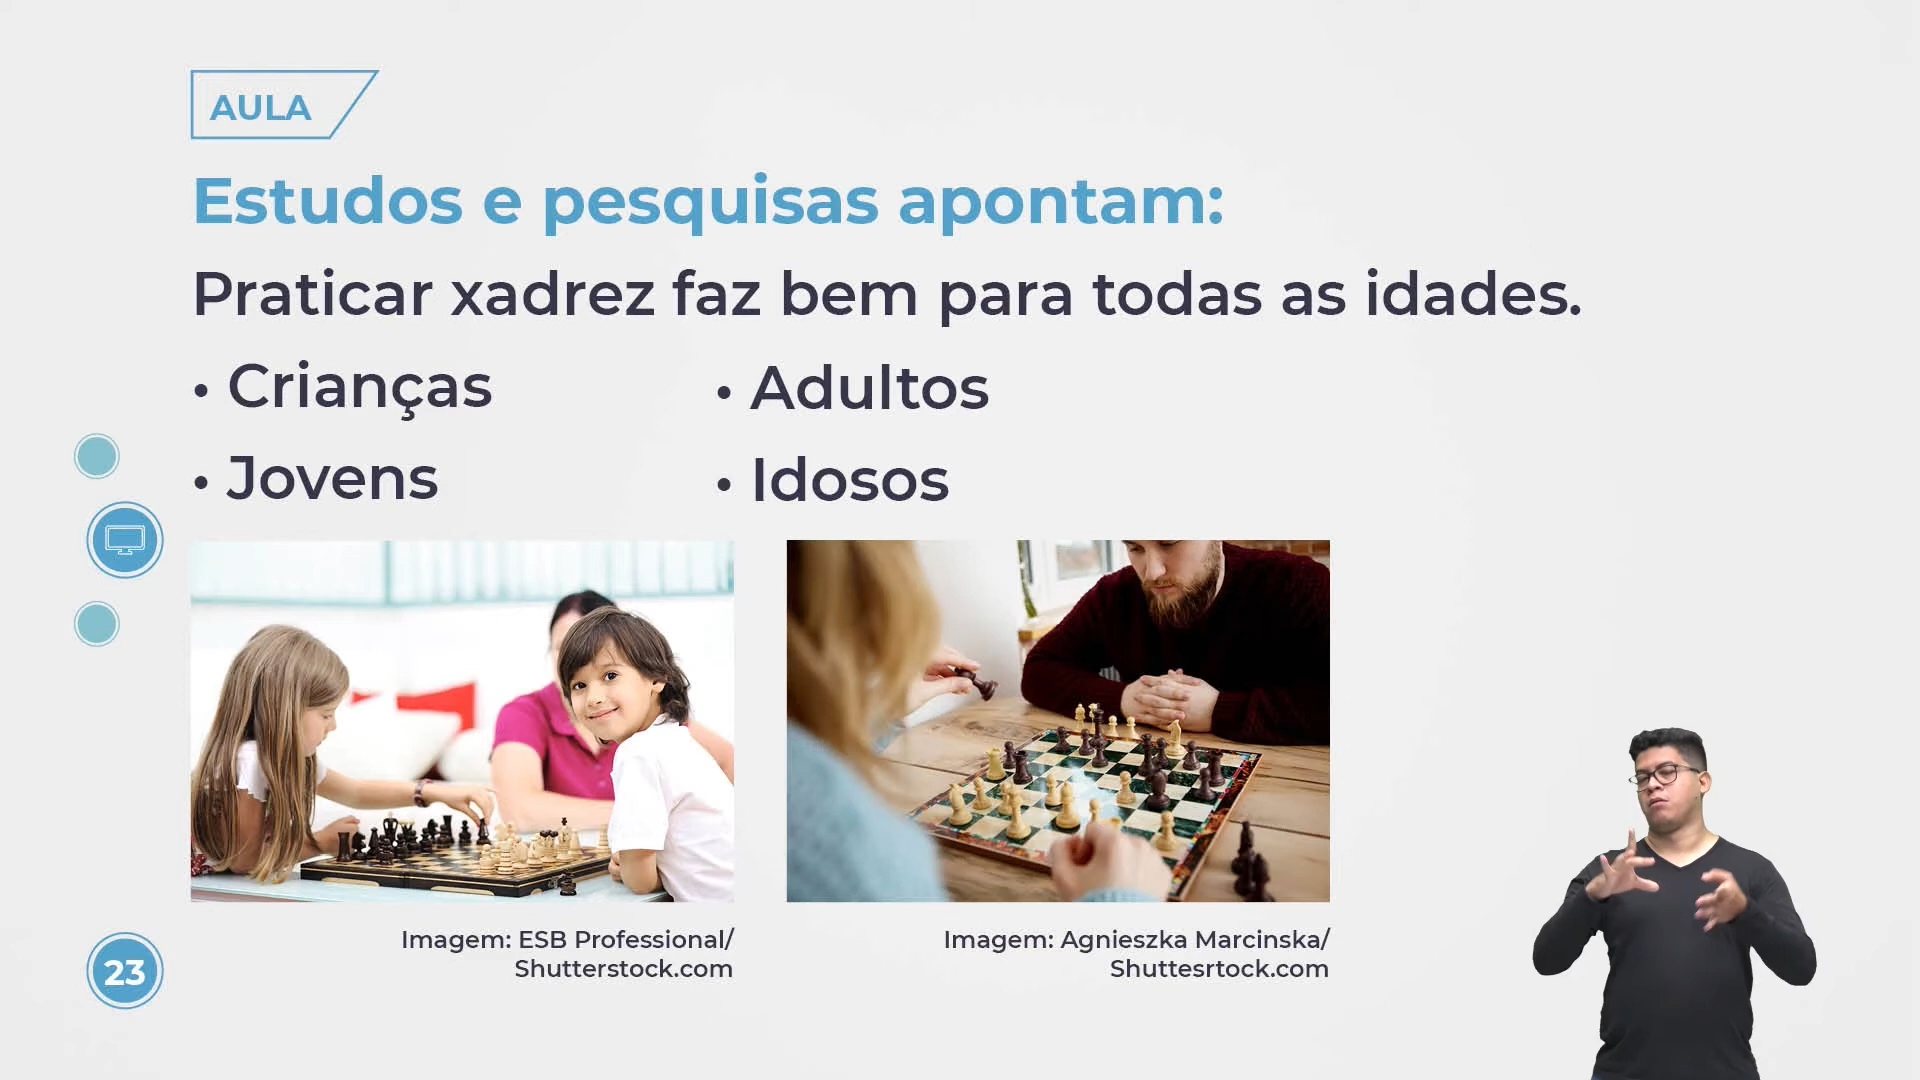 AULA
Estudos e pesquisas apontam:
Praticar xadrez faz bem para todas as idades.
• Crianças
• Jovens
• Adultos
• Idosos
Imagem: ESB Professional/
Shutterstock.com
Imagem: Agnieszka Marcinska/
Shuttesrtock.com
23